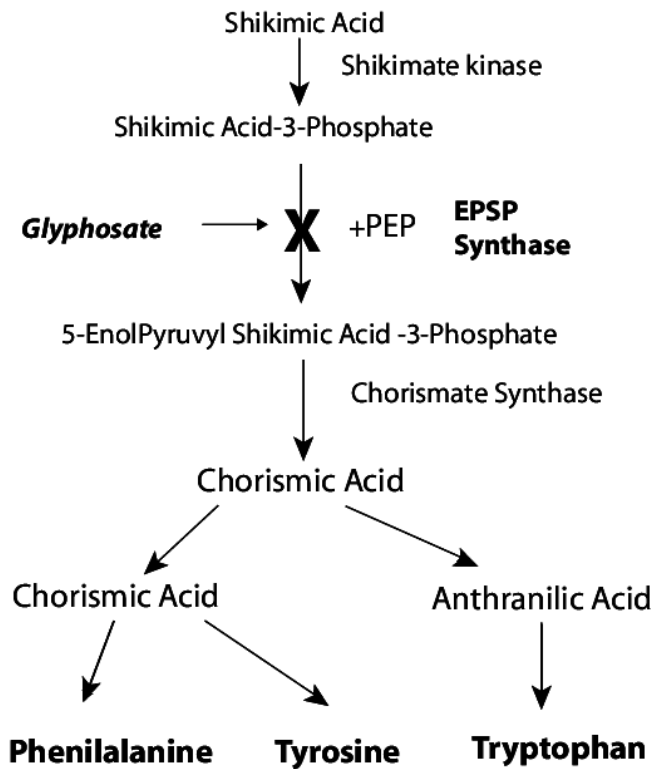 Shikimic Acid
Shikimate kinase
Shikimic Acid-3-Phosphate
Glyphosate
X
+PEP
EPSP
Synthase
5-EnolPyruvyl Shikimic Acid -3-Phosphate
Chorismate Synthase
Chorismic Acid
Chorismic Acid
Anthranilic Acid
Phenilalanine
Tyrosine
Tryptophan